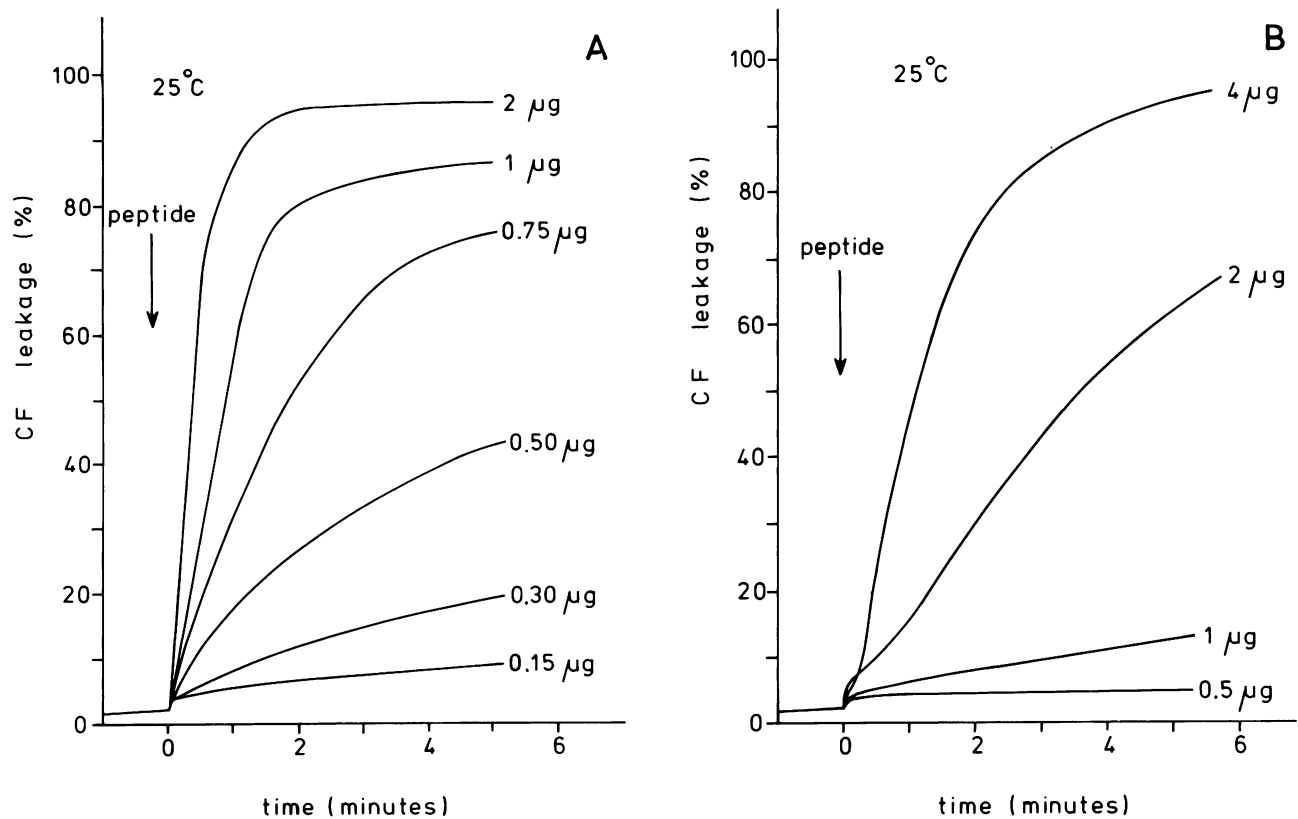 A
25°C
100
80
60
40
20
0
CF leakage (%)
peptide
2 µg
1 µg
0.75 µg
0.50 µg
0.30 µg
0.15 µg
0
2
4
6
time (minutes)
B
25°C
100
80
60
40
20
0
CF leakage (%)
peptide
4 µg
2 µg
1 µg
0.5 µg
0
2
4
6
time (minutes)